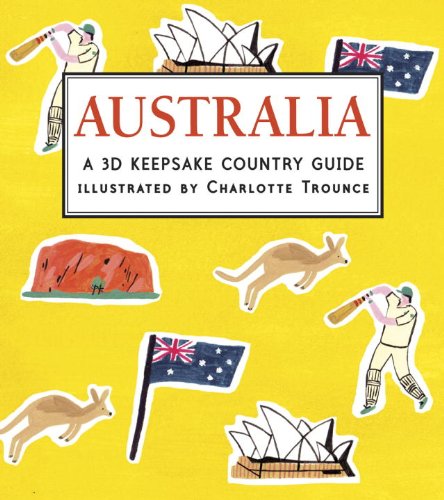 AUSTRALIA
A 3D KEEPSAKE COUNTRY GUIDE
ILLUSTRATED BY CHARLOTTE TROUNCE